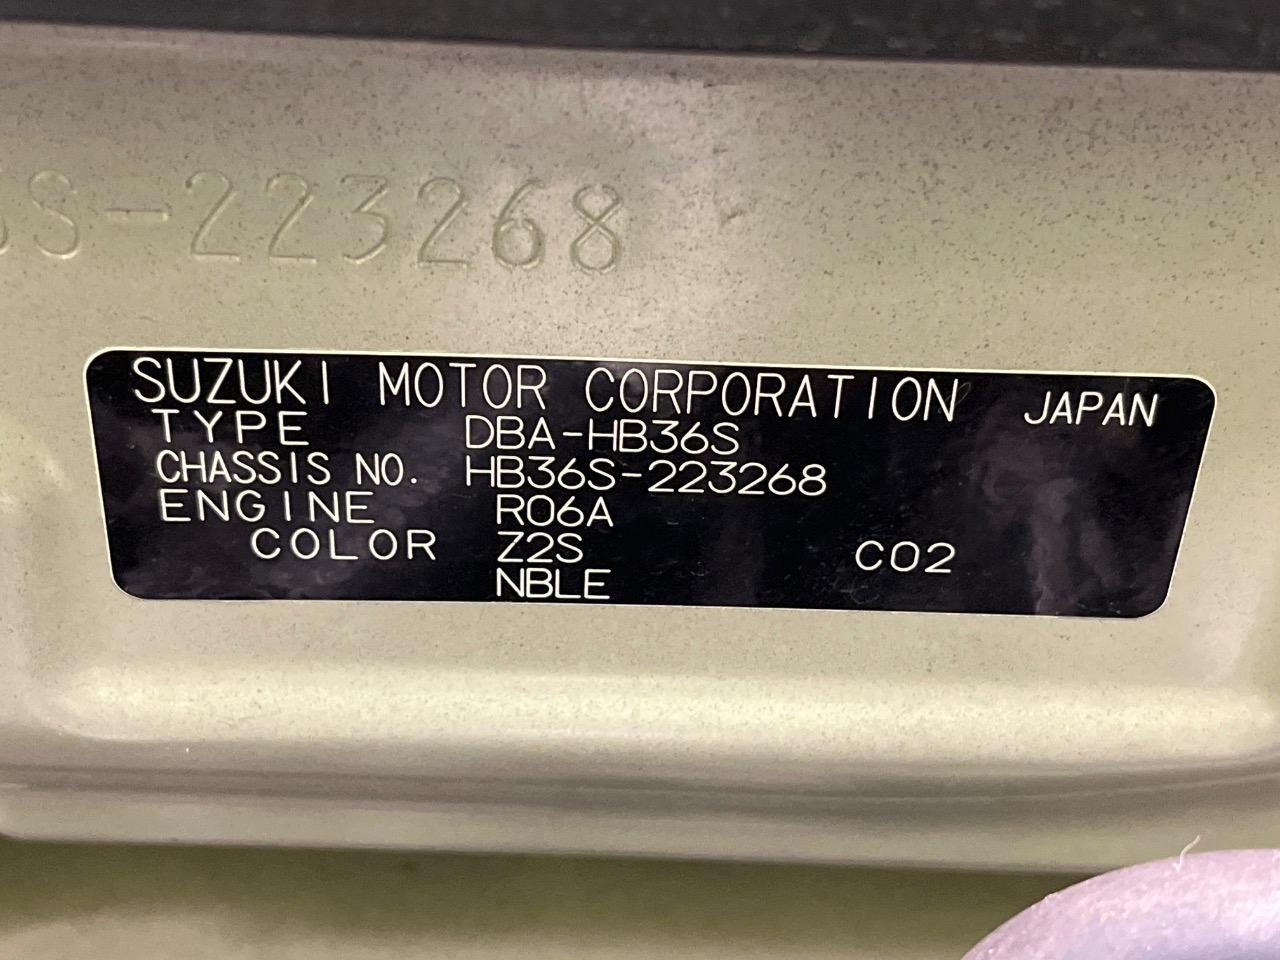 S-223268
SUZUKI MOTOR CORPORATION JAPAN
TYPE DBA-HB36S
CHASSIS NO. HB36S-223268
ENGINE R06A
COLOR Z2S C02
NBLE